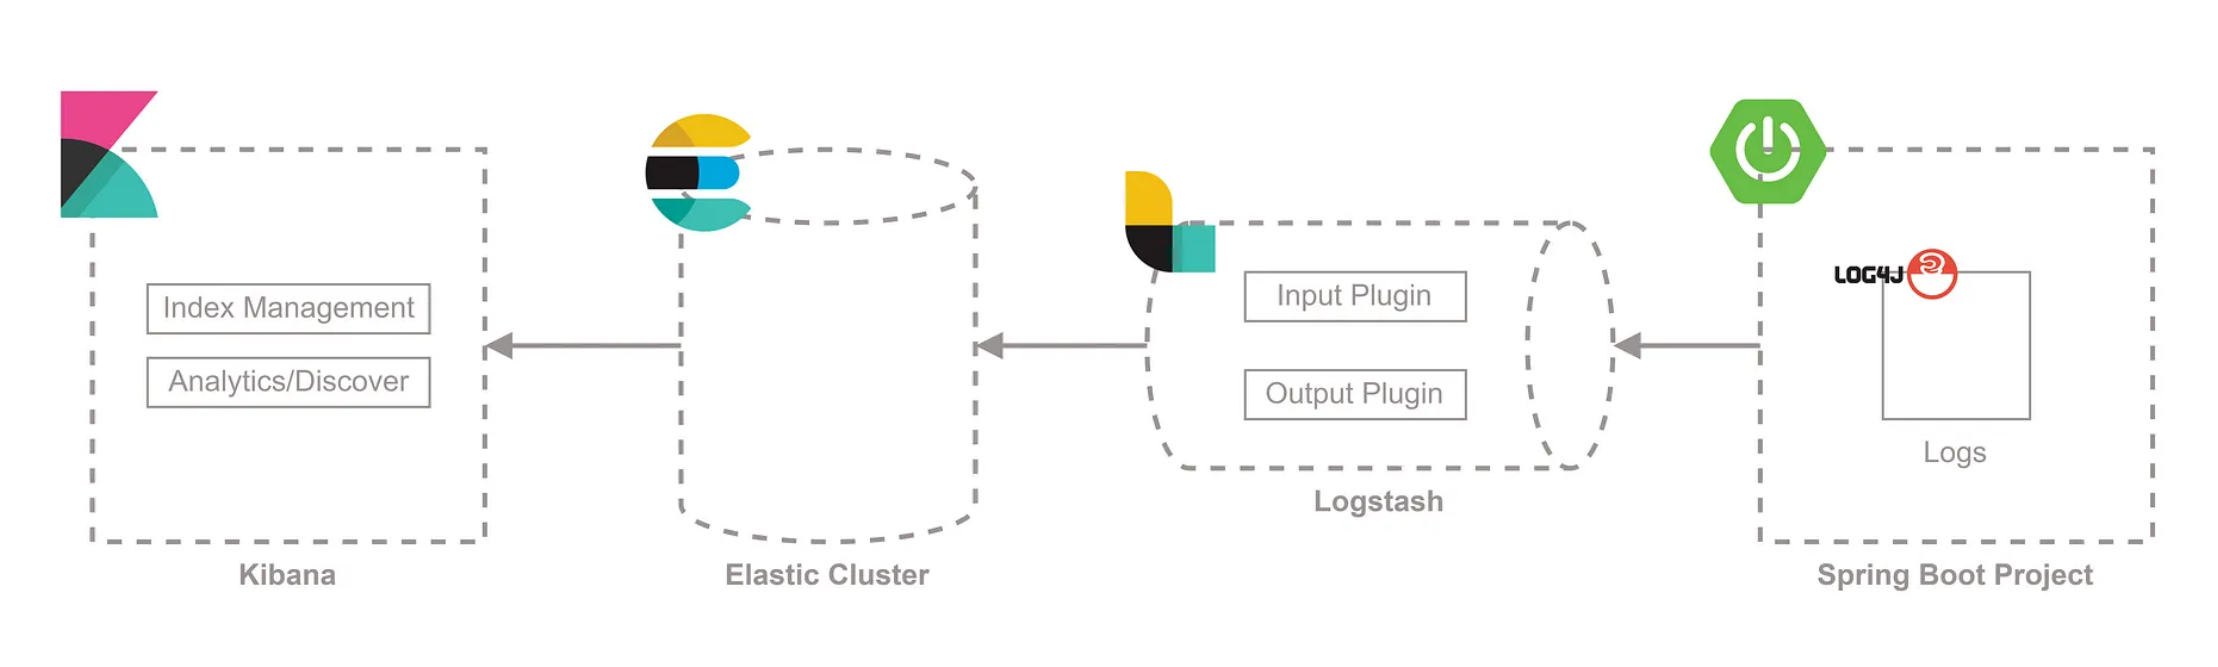 Index Management
Analytics/Discover
Kibana
Elastic Cluster
Input Plugin
Output Plugin
Logstash
LOG4J
Logs
Spring Boot Project